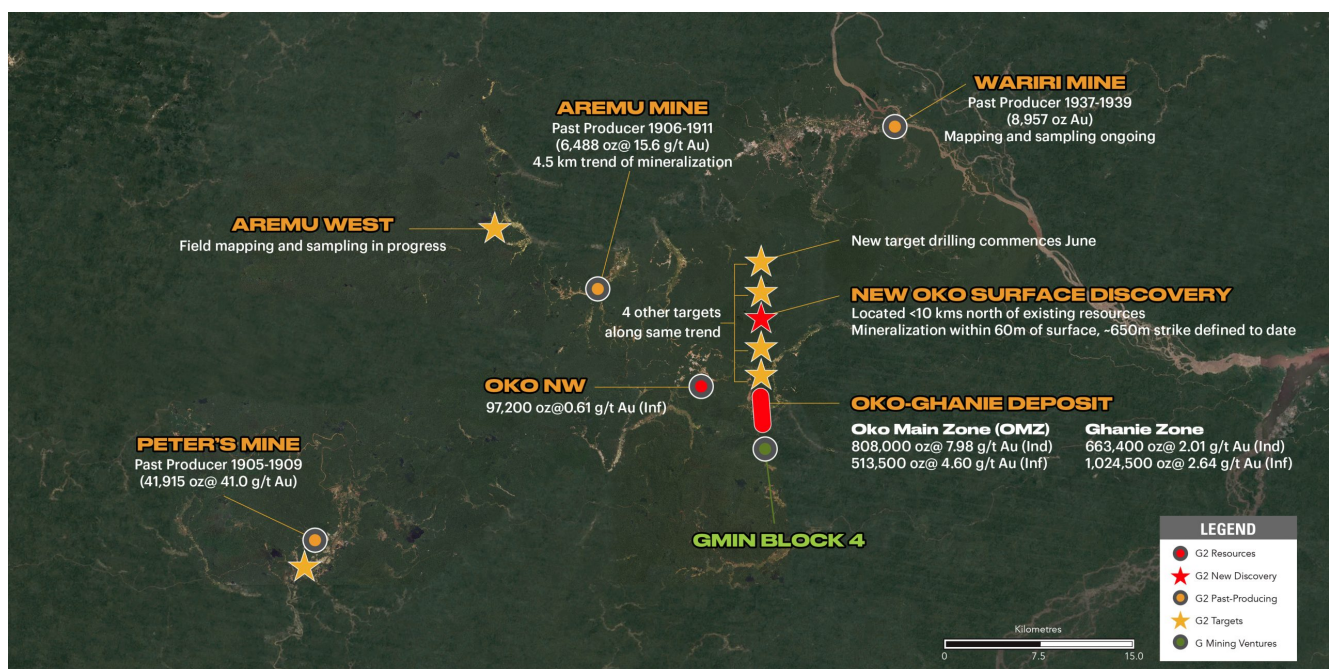 WARIRI MINE
Past Producer 1937-1939
(8,957 oz Au)
Mapping and sampling ongoing
AREMU MINE
Past Producer 1906-1911
(6,488 oz@ 15.6 g/t Au)
4.5 km trend of mineralization
AREMU WEST
Field mapping and sampling in progress
New target drilling commences June
NEW OKO SURFACE DISCOVERY
Located <10 kms north of existing resources
Mineralization within 60m of surface, ~650m strike defined to date
4 other targets
along same trend
OKO NW
97,200 oz@0.61 g/t Au (Inf)
OKO-GHANIE DEPOSIT
Oko Main Zone (OMZ)
808,000 oz@ 7.98 g/t Au (Ind)
513,500 oz@ 4.60 g/t Au (Inf)
Ghanie Zone
663,400 oz@ 2.01 g/t Au (Ind)
1,024,500 oz@ 2.64 g/t Au (Inf)
PETER'S MINE
Past Producer 1905-1909
(41,915 oz@ 41.0 g/t Au)
GMIN BLOCK 4
LEGEND
G2 Resources
G2 New Discovery
G2 Past-Producing
G2 Targets
G Mining Ventures
Kilometres
0 7.5 15.0